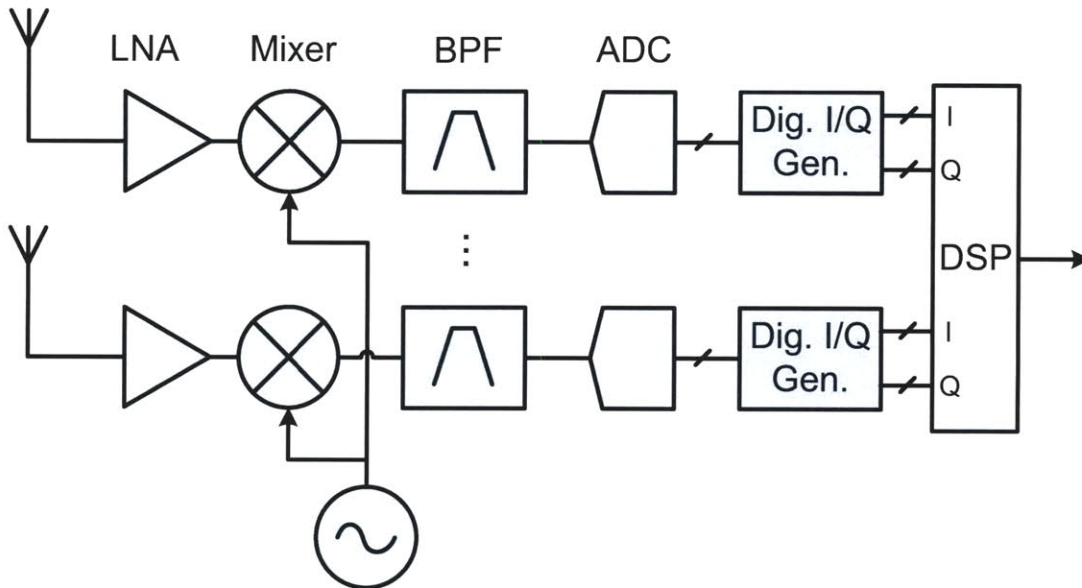 LNA
Mixer
BPF
ADC
Dig. I/Q
Gen.
I
Q
DSP
Dig. I/Q
Gen.
I
Q